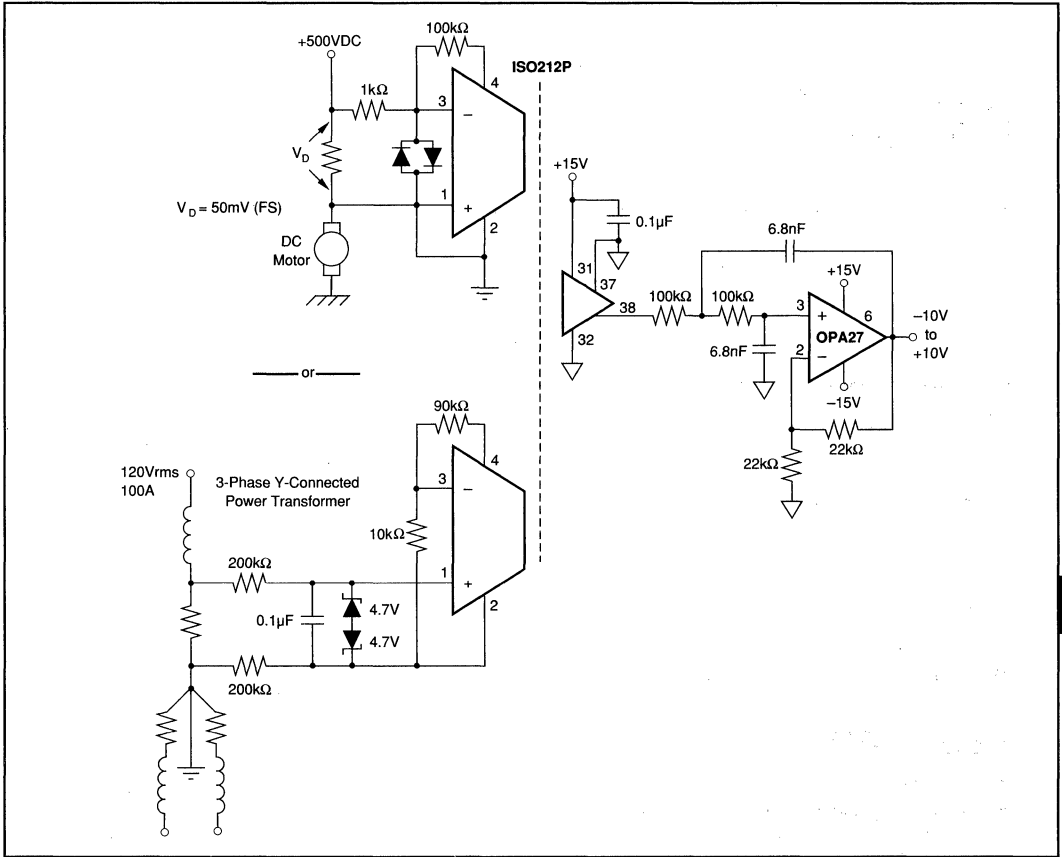 +500VDC
100kΩ
ISO212P
4
1kΩ
3
−
V_D
1
+
2
V_D = 50mV (FS)
DC
Motor
+15V
0.1µF
31
37
38
32
100kΩ
100kΩ
6.8nF
6.8nF
+15V
3
+
6
OPA27
2
−
−15V
−10V
to
+10V
22kΩ
22kΩ
or
90kΩ
4
120Vrms
100A
3-Phase Y-Connected
Power Transformer
3
−
10kΩ
200kΩ
1
+
2
0.1µF
4.7V
4.7V
200kΩ